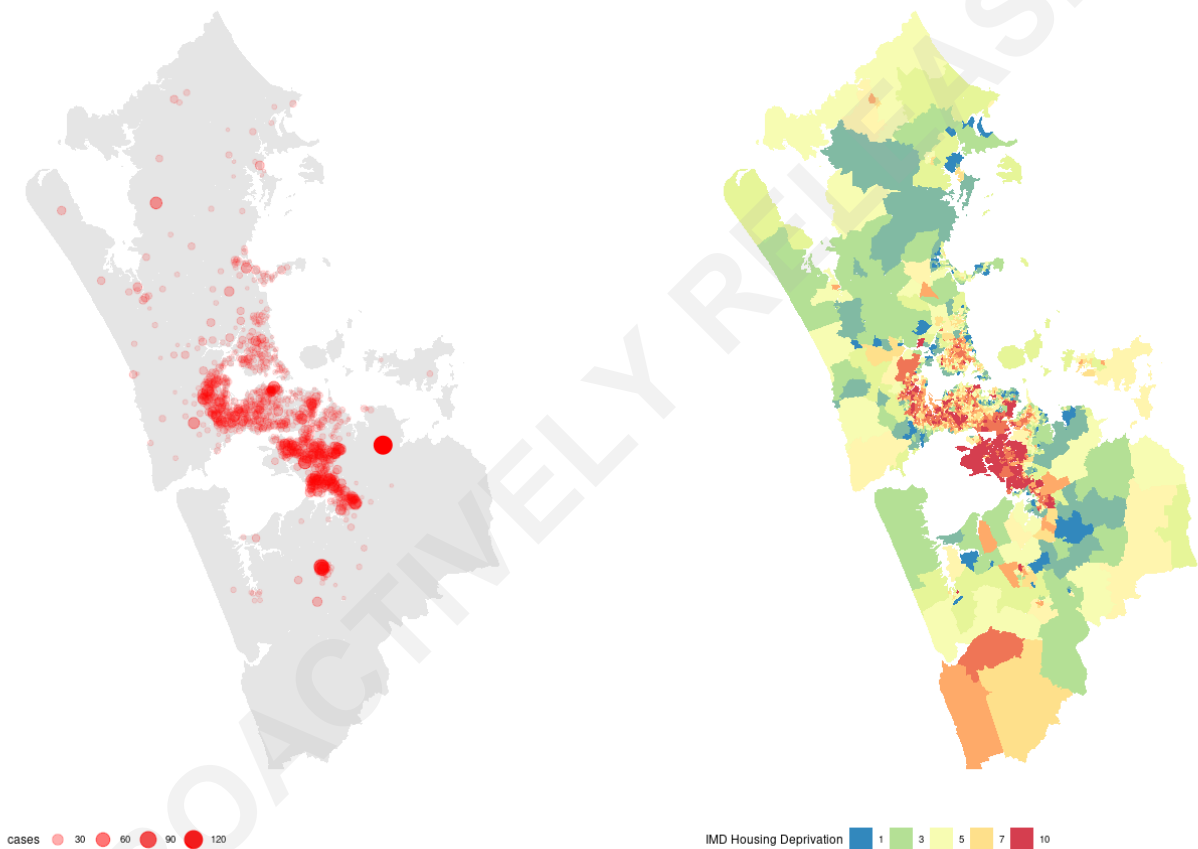 PROACTIVELY RELEASED
cases 30 60 90 120
IMD Housing Deprivation 1 3 5 7 10